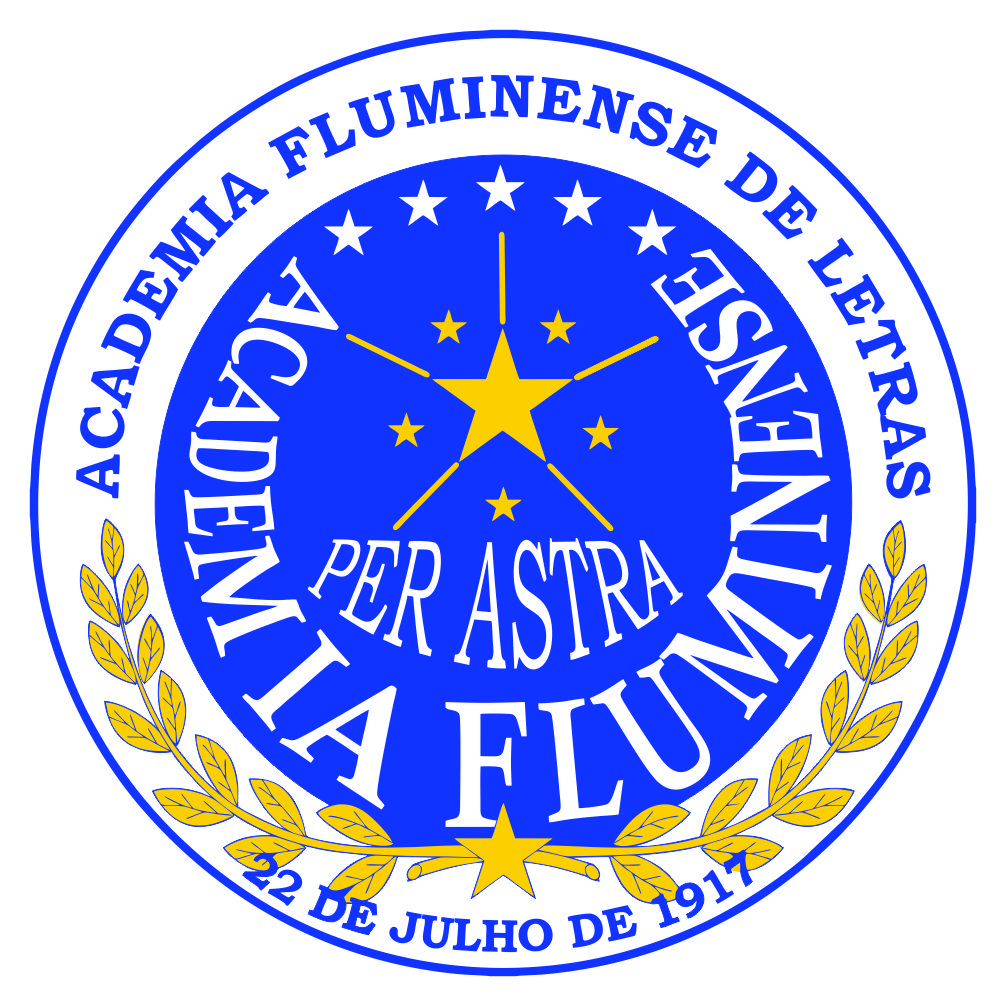 ACADEMIA FLUMINENSE DE LETRAS
ACADEMIA FLUMINENSE
PER ASTRA
22 DE JULHO DE 1917